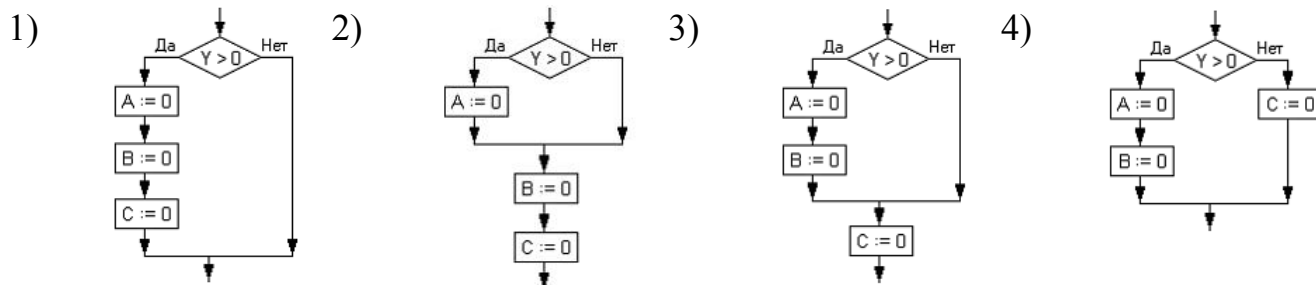 1)
Да
Y > 0
Нет
A := 0
B := 0
C := 0
2)
Да
Y > 0
Нет
A := 0
B := 0
C := 0
3)
Да
Y > 0
Нет
A := 0
B := 0
C := 0
4)
Да
Y > 0
Нет
A := 0
C := 0
B := 0